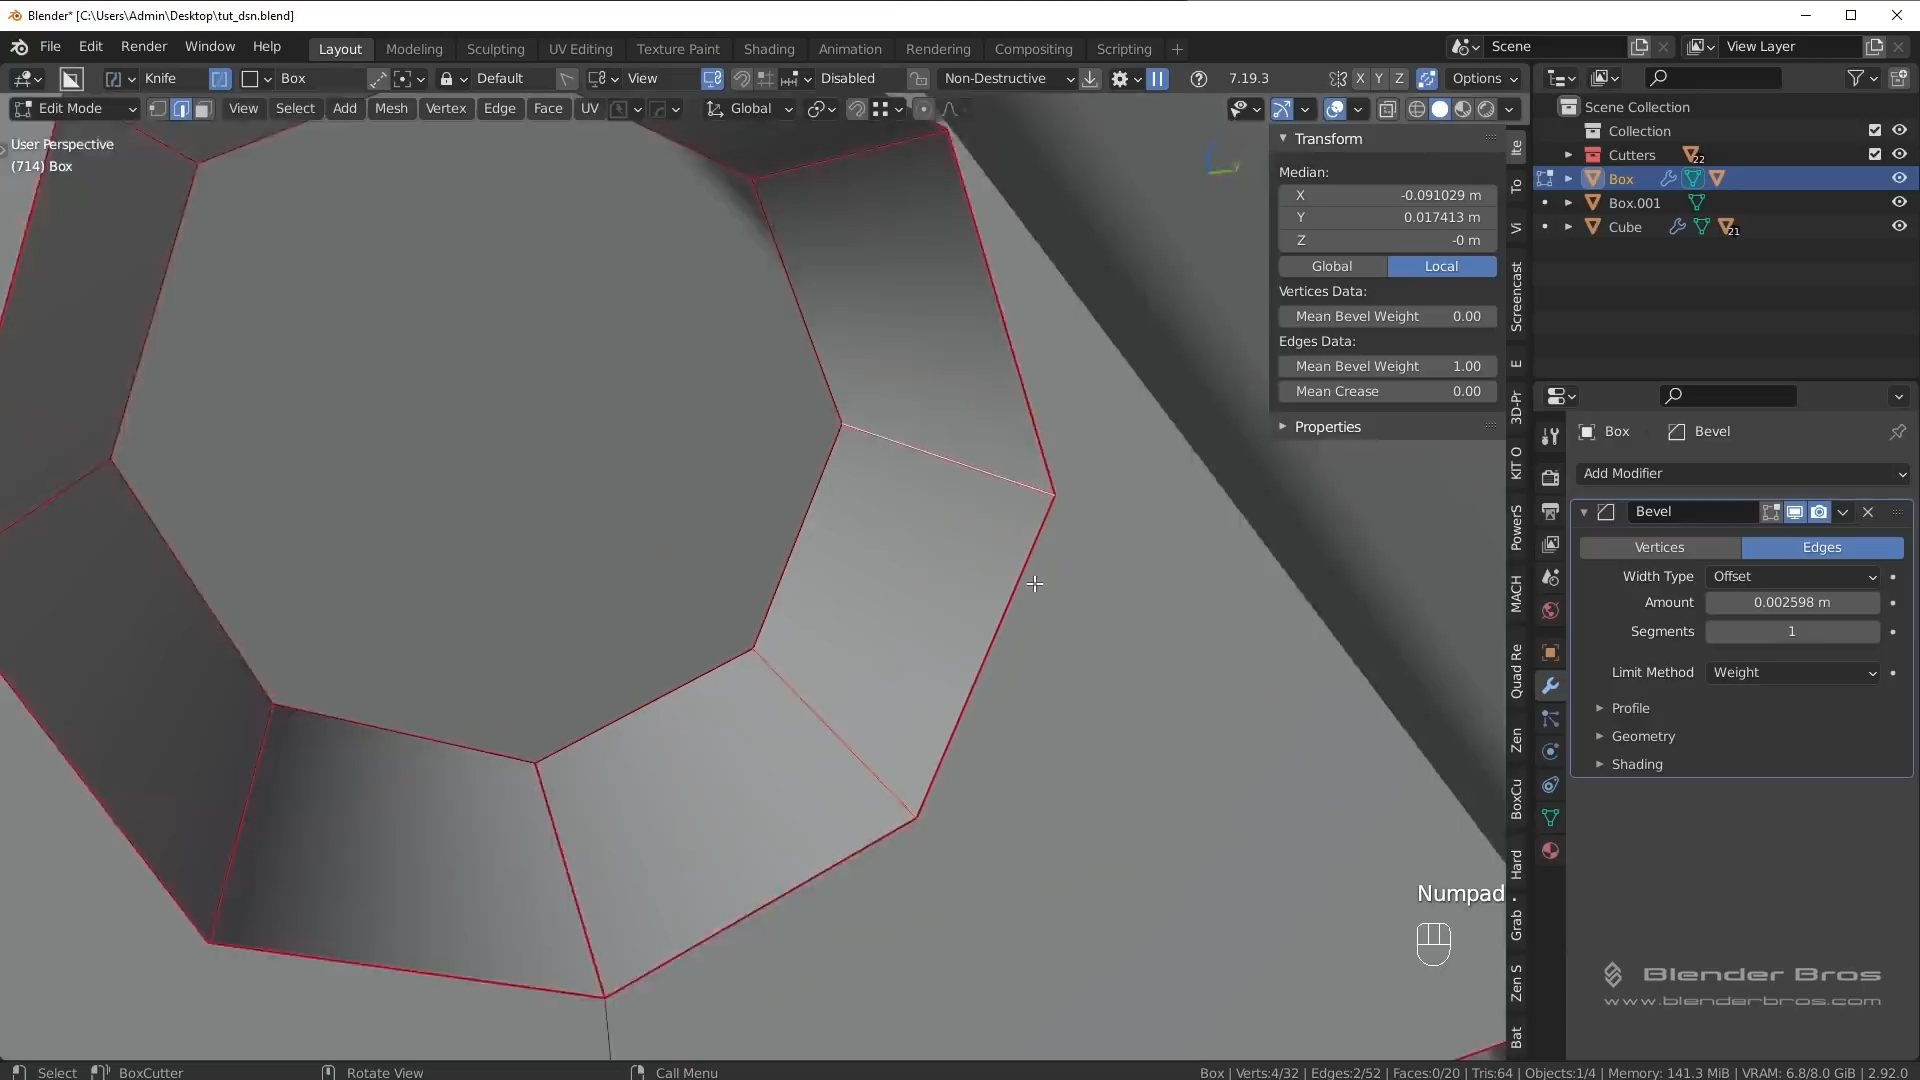 Blender* [C:\Users\Admin\Desktop\tut_dsn.blend]
File Edit Render Window Help
Layout Modeling Sculpting UV Editing Texture Paint Shading Animation Rendering Compositing Scripting +
Scene
View Layer
Knife Box Default View Disabled Non-Destructive 7.19.3 X Y Z Options
Edit Mode View Select Add Mesh Vertex Edge Face UV Global
User Perspective
(714) Box
Transform
Median:
X -0.091029 m
Y 0.017413 m
Z -0 m
Global Local
Vertices Data:
Mean Bevel Weight 0.00
Edges Data:
Mean Bevel Weight 1.00
Mean Crease 0.00
Properties
Ite
To
Vi
Screencast
E
3D-Pr
KIT O
PowerS
MACH
Quad Re
Zen
BoxCu
Hard
Grab
Zen S
Bat
Scene Collection
Collection
Cutters 22
Box
Box.001
Cube 21
Box Bevel
Add Modifier
Bevel
Vertices Edges
Width Type Offset
Amount 0.002598 m
Segments 1
Limit Method Weight
Profile
Geometry
Shading
Numpad .
Blender Bros
www.blenderbros.com
Select BoxCutter Rotate View Call Menu
Box | Verts:4/32 | Edges:2/52 | Faces:0/20 | Tris:64 | Objects:1/4 | Memory: 141.3 MiB | VRAM: 6.8/8.0 GiB | 2.92.0